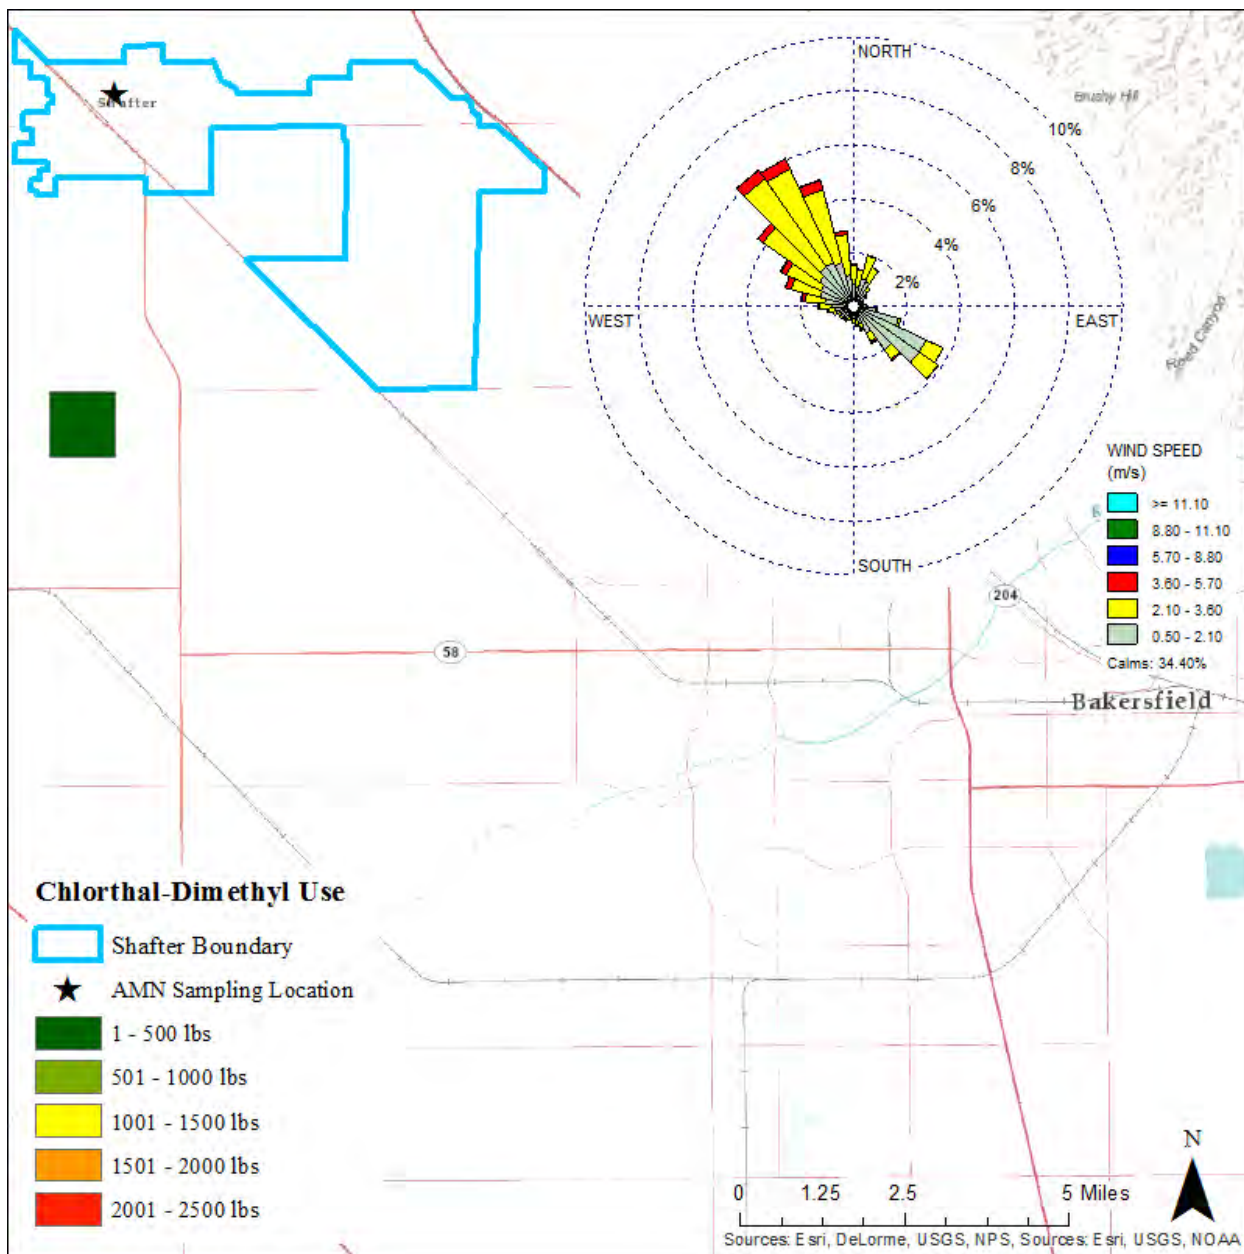 NORTH
Brushy Hill
Shafter
10%
8%
6%
4%
2%
WEST
EAST
Road Canyon
WIND SPEED
(m/s)
>= 11.10
8.80 - 11.10
5.70 - 8.80
3.60 - 5.70
2.10 - 3.60
0.50 - 2.10
Calms: 34.40%
SOUTH
204
58
Bakersfield
Chlorthal-Dimethyl Use
Shafter Boundary
AMN Sampling Location
1 - 500 lbs
501 - 1000 lbs
1001 - 1500 lbs
1501 - 2000 lbs
2001 - 2500 lbs
N
0 1.25 2.5 5 Miles
Sources: Esri, DeLorme, USGS, NPS, Sources: Esri, USGS, NOAA